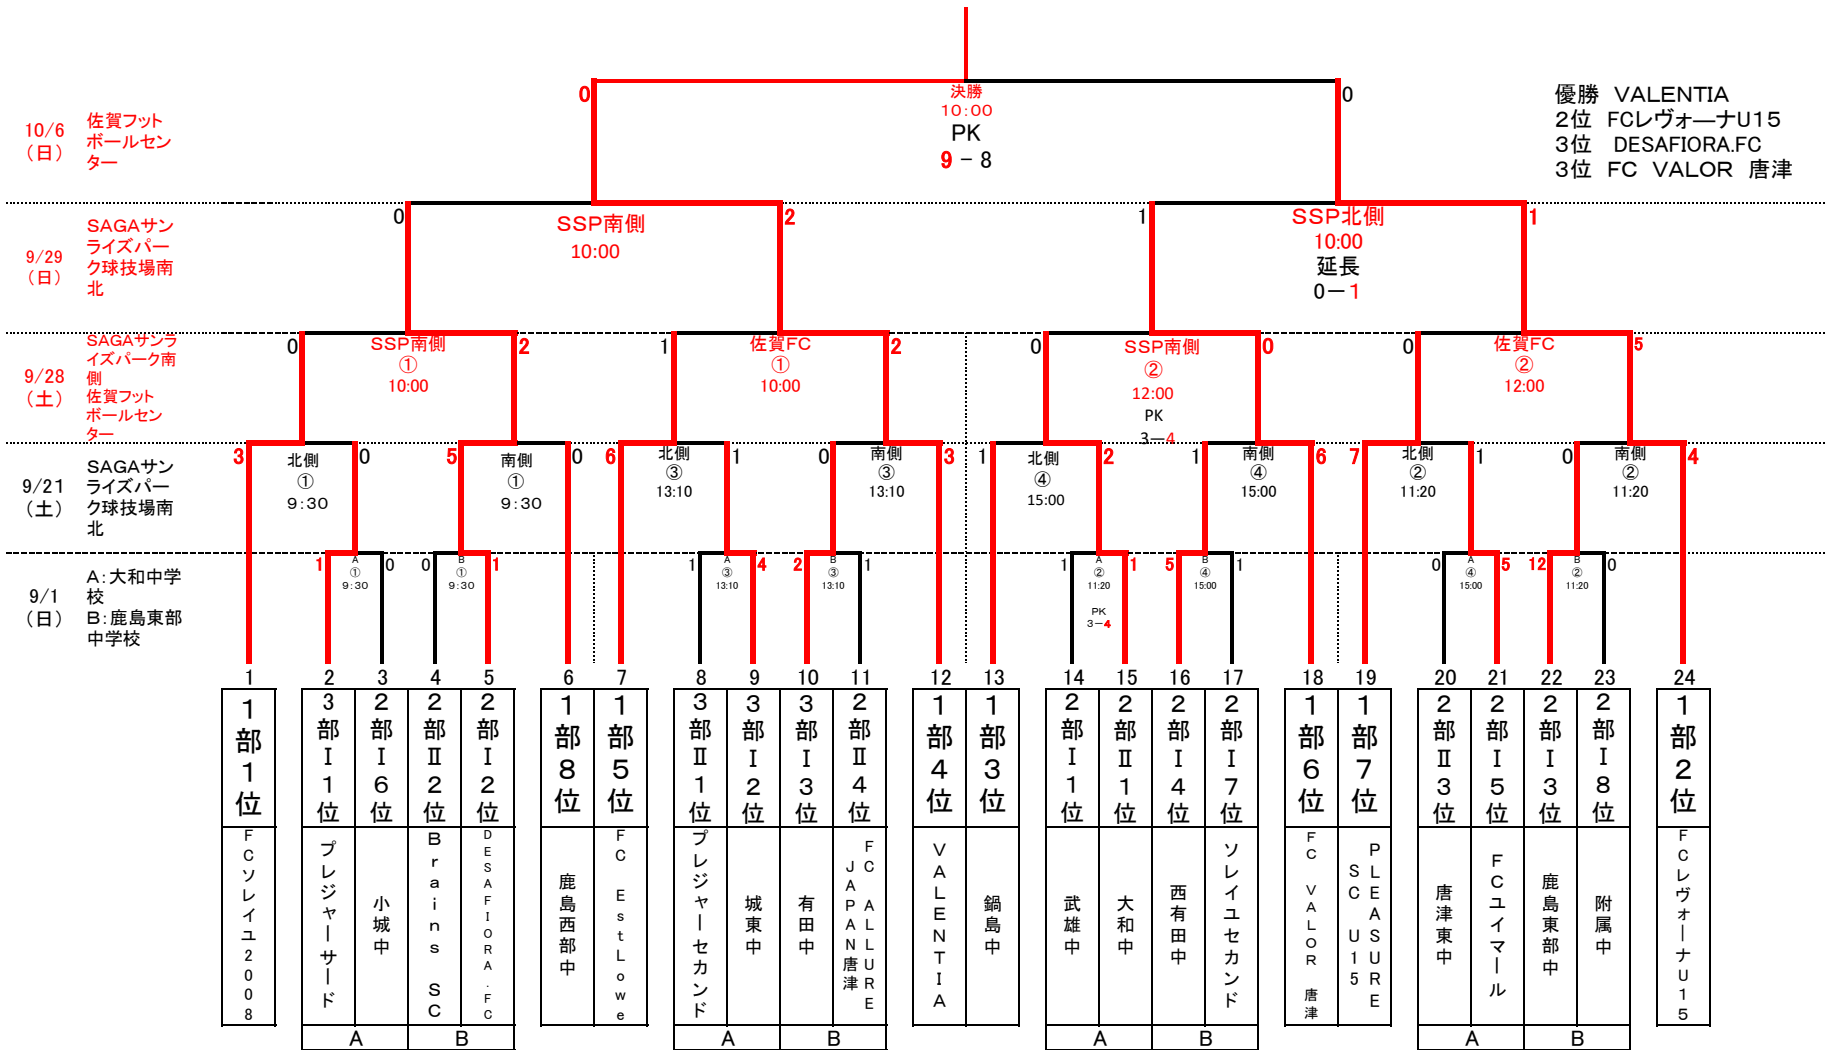 0
決勝
10:00
PK
9 − 8
0
優勝 VALENTIA
2位 FCレヴォ―ナU15
3位 DESAFIORA.FC
3位 FC VALOR 唐津
10/6
(日)
佐賀フット
ボールセン
ター
0
SSP南側
10:00
2
1
SSP北側
10:00
延長
0－1
1
9/29
(日)
SAGAサン
ライズパー
ク球技場南
北
0
SSP南側
①
10:00
2
1
佐賀FC
①
10:00
2
0
SSP南側
②
12:00
PK
3－4
0
0
佐賀FC
②
12:00
5
9/28
(土)
SAGAサンラ
イズパーク南
側
佐賀フット
ボールセン
ター
3
北側
①
9:30
0
5
南側
①
9:30
0
6
北側
③
13:10
1
0
南側
③
13:10
3
1
北側
④
15:00
2
1
南側
④
15:00
6
7
北側
②
11:20
1
0
南側
②
11:20
4
9/21
(土)
SAGAサン
ライズパー
ク球技場南
北
1
A
①
9:30
0
0
B
①
9:30
1
1
A
③
13:10
4
2
B
③
13:10
1
1
A
②
11:20
PK
3－4
1
5
B
④
15:00
1
0
A
④
15:00
5
12
B
②
11:20
0
9/1
(日)
A:大和中学
校
B:鹿島東部
中学校
1 2 3 4 5 6 7 8 9 10 11 12 13 14 15 16 17 18 19 20 21 22 23 24
1部1位
3部Ⅰ1位
2部Ⅰ6位
2部Ⅱ2位
2部Ⅰ2位
1部8位
1部5位
3部Ⅱ1位
3部Ⅰ2位
3部Ⅰ3位
2部Ⅱ4位
1部4位
1部3位
2部Ⅰ1位
2部Ⅱ1位
2部Ⅰ4位
2部Ⅰ7位
1部6位
1部7位
2部Ⅱ3位
2部Ⅰ5位
2部Ⅰ3位
2部Ⅰ8位
1部2位
FCソレイユ2008
プレジャーサード
小城中
Brains SC
DESAFIORA.FC
鹿島西部中
FC EstLowe
プレジャーセカンド
城東中
有田中
FC ALLURE
JAPAN唐津
VALENTIA
鍋島中
武雄中
大和中
西有田中
ソレイユセカンド
FC VALOR 唐津
PLEASURE
SC U15
唐津東中
FCユイマール
鹿島東部中
附属中
FCレヴォーナU15
A B A B A B A B